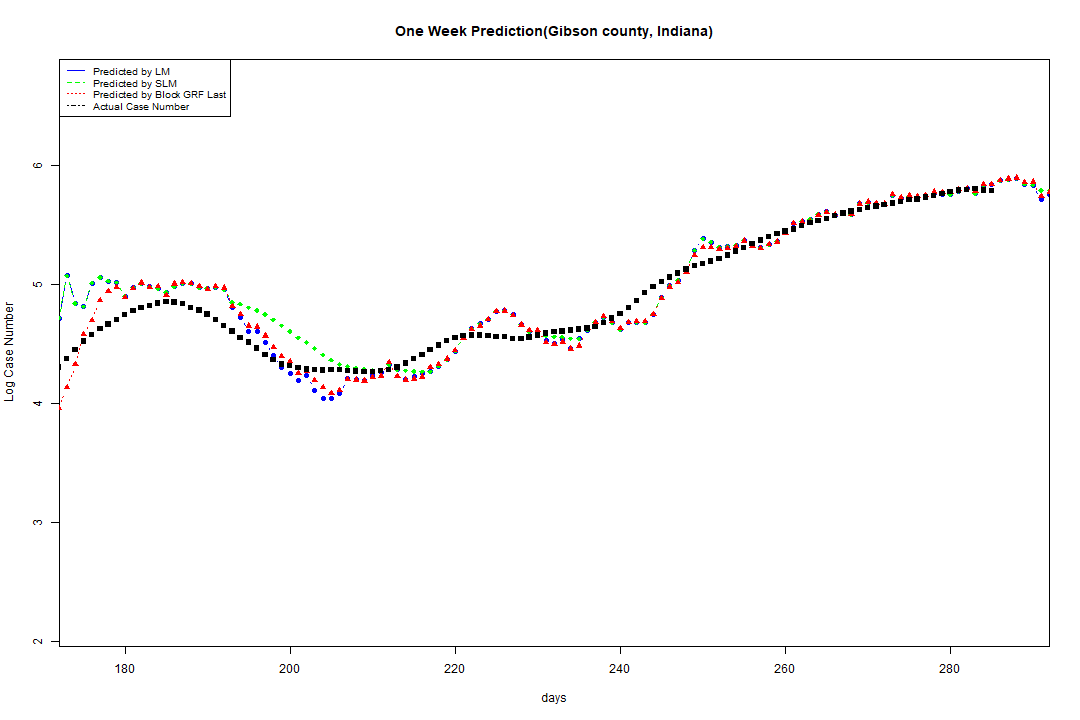 One Week Prediction(Gibson county, Indiana)
Predicted by LM
Predicted by SLM
Predicted by Block GRF Last
Actual Case Number
6
5
4
3
2
Log Case Number
180 200 220 240 260 280
days